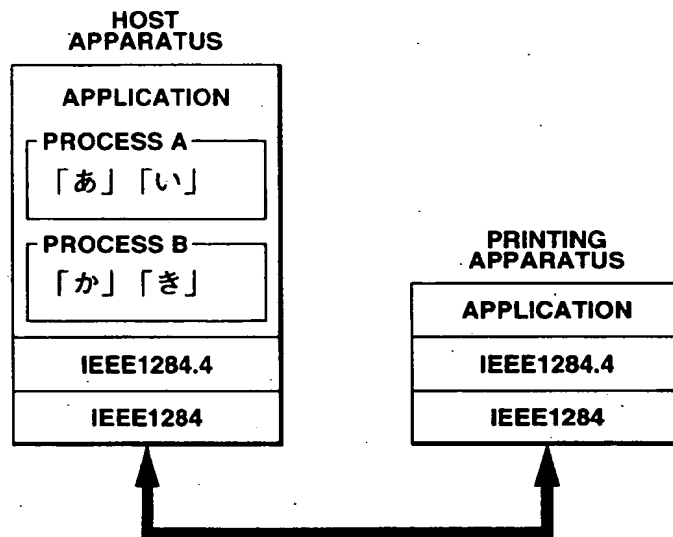 HOST
APPARATUS
APPLICATION
PROCESS A
「あ」「い」
PROCESS B
「か」「き」
IEEE1284.4
IEEE1284
PRINTING
APPARATUS
APPLICATION
IEEE1284.4
IEEE1284